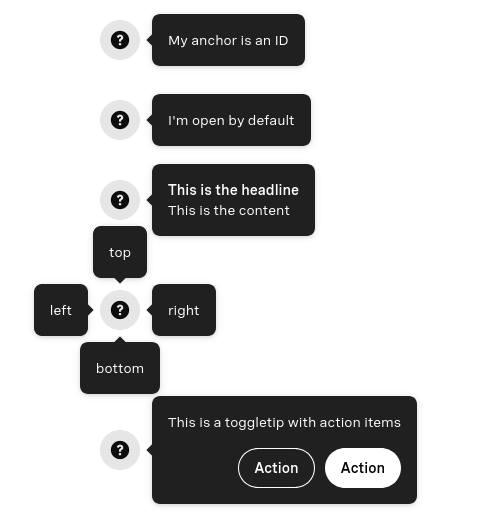 ?
My anchor is an ID
?
I'm open by default
?
This is the headline
This is the content
top
left
?
right
bottom
?
This is a toggletip with action items
Action
Action